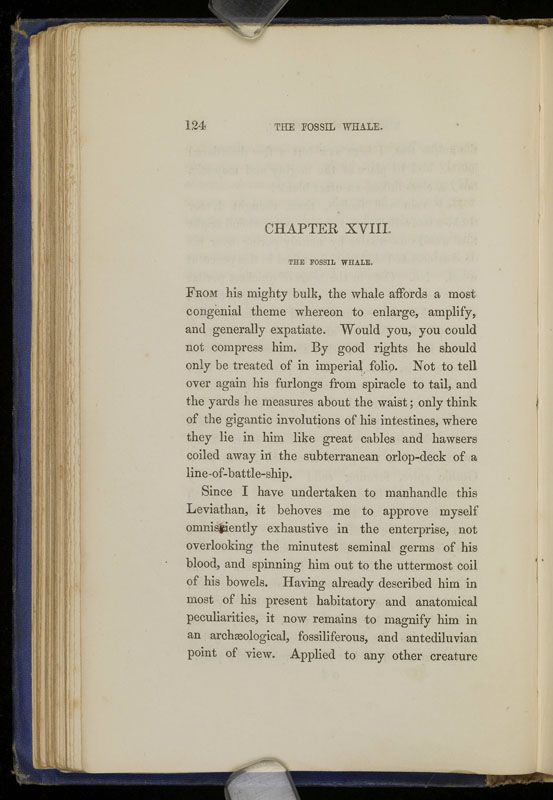 124 THE FOSSIL WHALE.
CHAPTER XVIII.
THE FOSSIL WHALE.
FROM his mighty bulk, the whale affords a most
congenial theme whereon to enlarge, amplify,
and generally expatiate. Would you, you could
not compress him. By good rights he should
only be treated of in imperial folio. Not to tell
over again his furlongs from spiracle to tail, and
the yards he measures about the waist; only think
of the gigantic involutions of his intestines, where
they lie in him like great cables and hawsers
coiled away in the subterranean orlop-deck of a
line-of-battle-ship.
Since I have undertaken to manhandle this
Leviathan, it behoves me to approve myself
omnisciently exhaustive in the enterprise, not
overlooking the minutest seminal germs of his
blood, and spinning him out to the uttermost coil
of his bowels. Having already described him in
most of his present habitatory and anatomical
peculiarities, it now remains to magnify him in
an archæological, fossiliferous, and antediluvian
point of view. Applied to any other creature